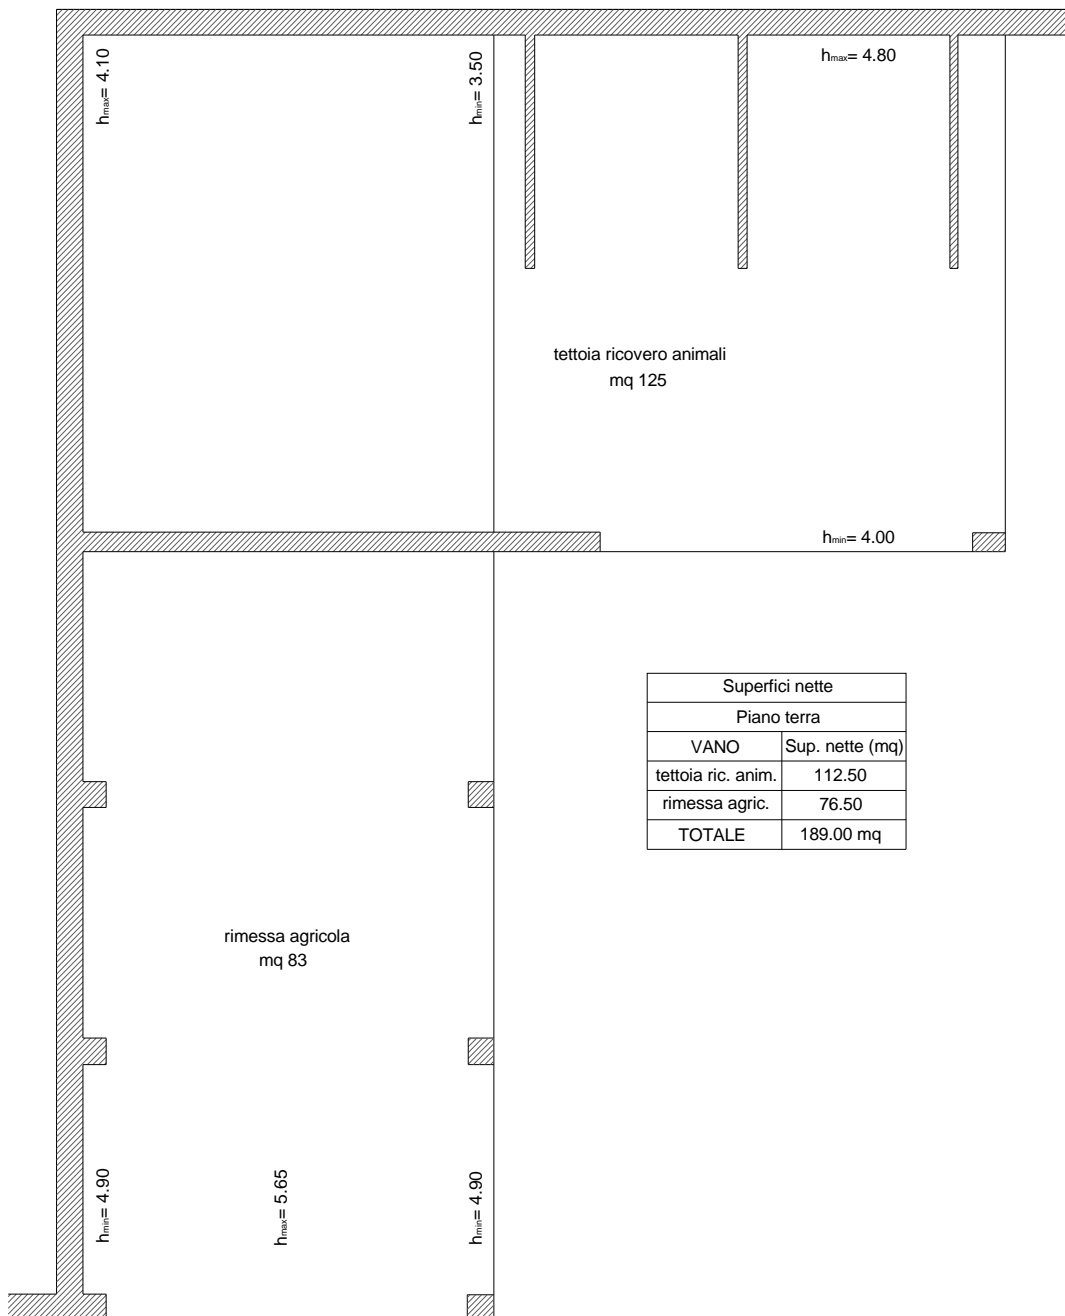 hmax= 4.10
hmin= 3.50
hmax= 4.80
tettoia ricovero animali
mq 125
hmin= 4.00
Superfici nette
Piano terra
VANO Sup. nette (mq)
tettoia ric. anim. 112.50
rimessa agric. 76.50
TOTALE 189.00 mq
rimessa agricola
mq 83
hmin= 4.90
hmax= 5.65
hmin= 4.90